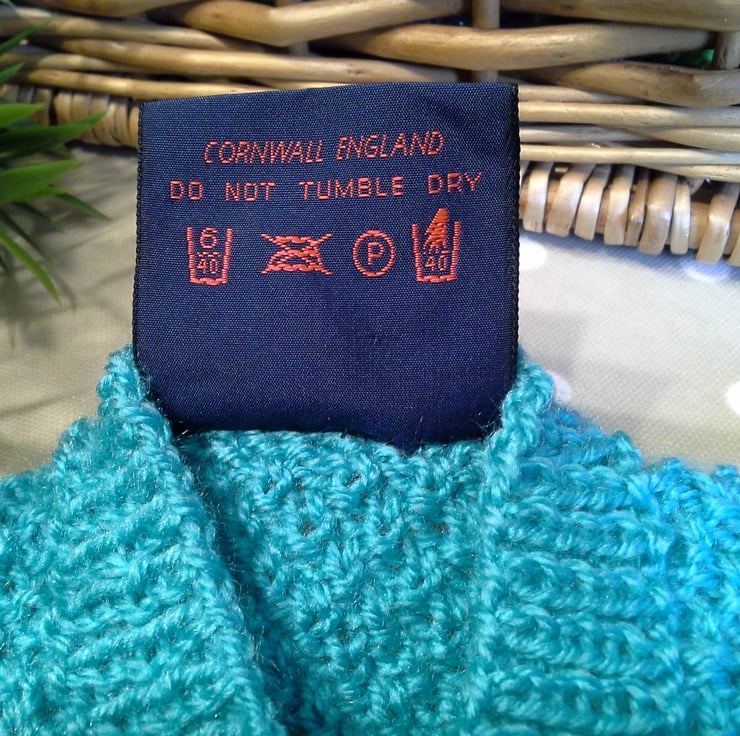 CORNWALL ENGLAND
DO NOT TUMBLE DRY
6 40 P 40